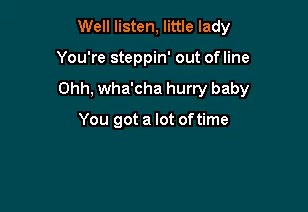 Well listen, little lady
You're steppin' out of line
Ohh, wha'cha hurry baby
You got a lot of time